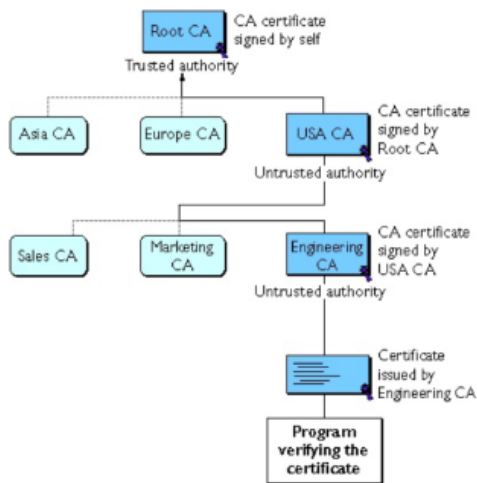 Root CA
CA certificate
signed by self
Trusted authority
Asia CA
Europe CA
USA CA
CA certificate
signed by
Root CA
Untrusted authority
Sales CA
Marketing
CA
Engineering
CA
CA certificate
signed by
USA CA
Untrusted authority
Certificate
issued by
Engineering CA
Program
verifying the
certificate